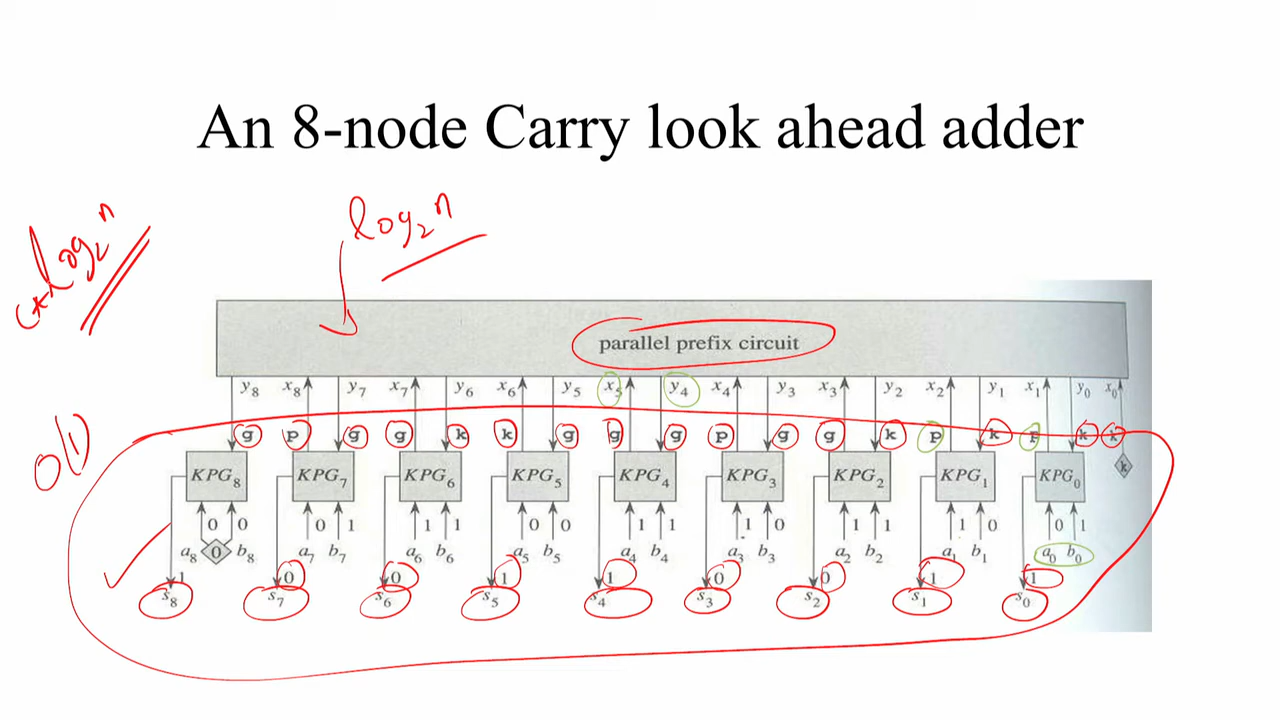 An 8-node Carry look ahead adder
log₂ n
log₂ n
parallel prefix circuit
y₈ x₈ y₇ x₇ y₆ x₆ y₅ x₅ y₄ x₄ y₃ x₃ y₂ x₂ y₁ x₁ y₀ x₀
O(1)
g p g g k k g g g p g g k p k p k k
KPG₈ KPG₇ KPG₆ KPG₅ KPG₄ KPG₃ KPG₂ KPG₁ KPG₀ k
0 0 0 1 1 1 0 0 1 1 1 0 1 1 1 0 0 1
a₈ 0 b₈ a₇ b₇ a₆ b₆ a₅ b₅ a₄ b₄ a₃ b₃ a₂ b₂ a₁ b₁ a₀ b₀
1 0 0 1 1 0 0 1 1
s₈ s₇ s₆ s₅ s₄ s₃ s₂ s₁ s₀